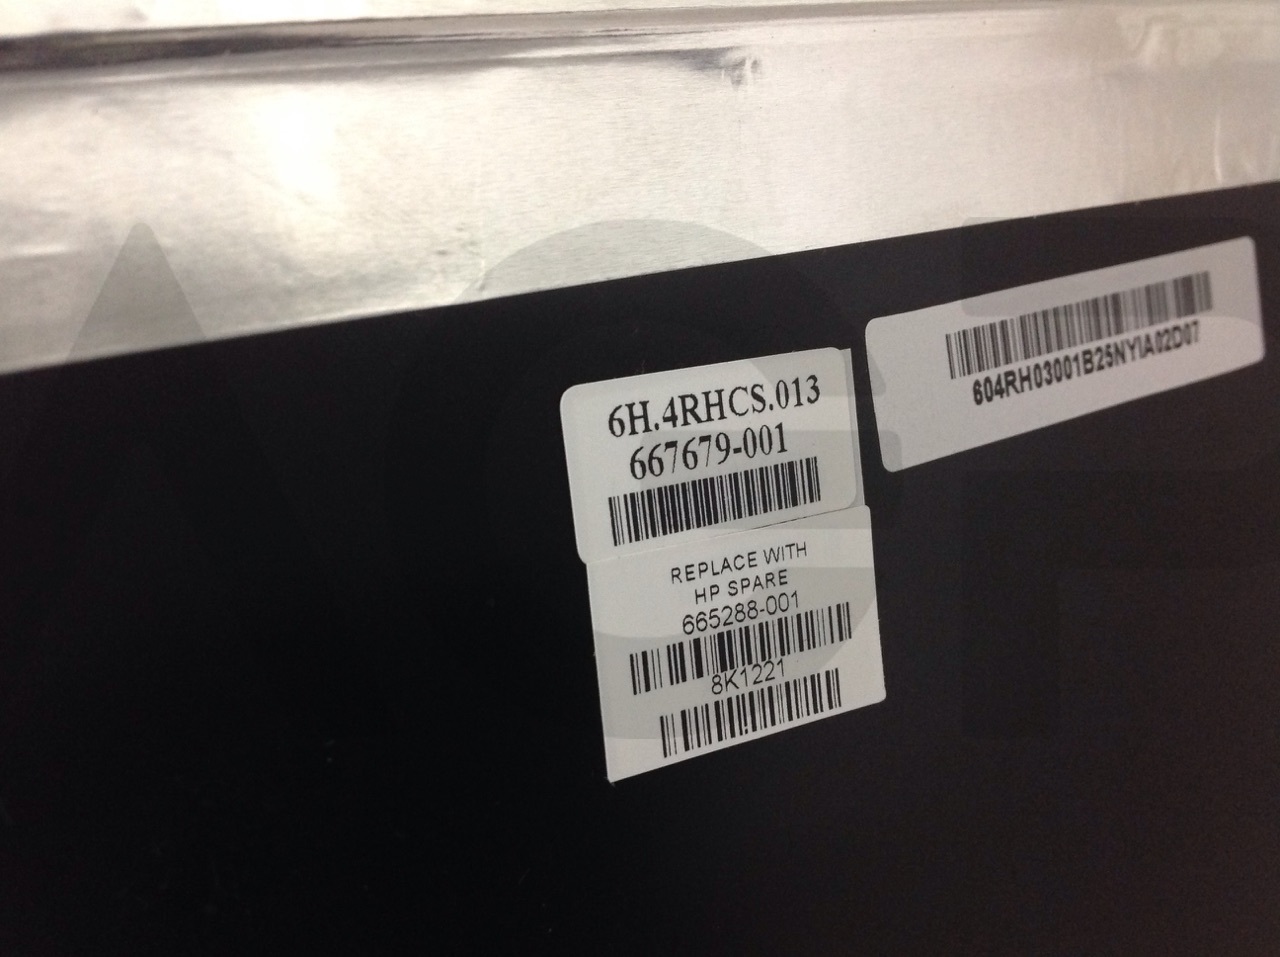 6H.4RHCS.013
667679-001
REPLACE WITH
HP SPARE
665288-001
8K1221
604RH03001B25NYIA02D07